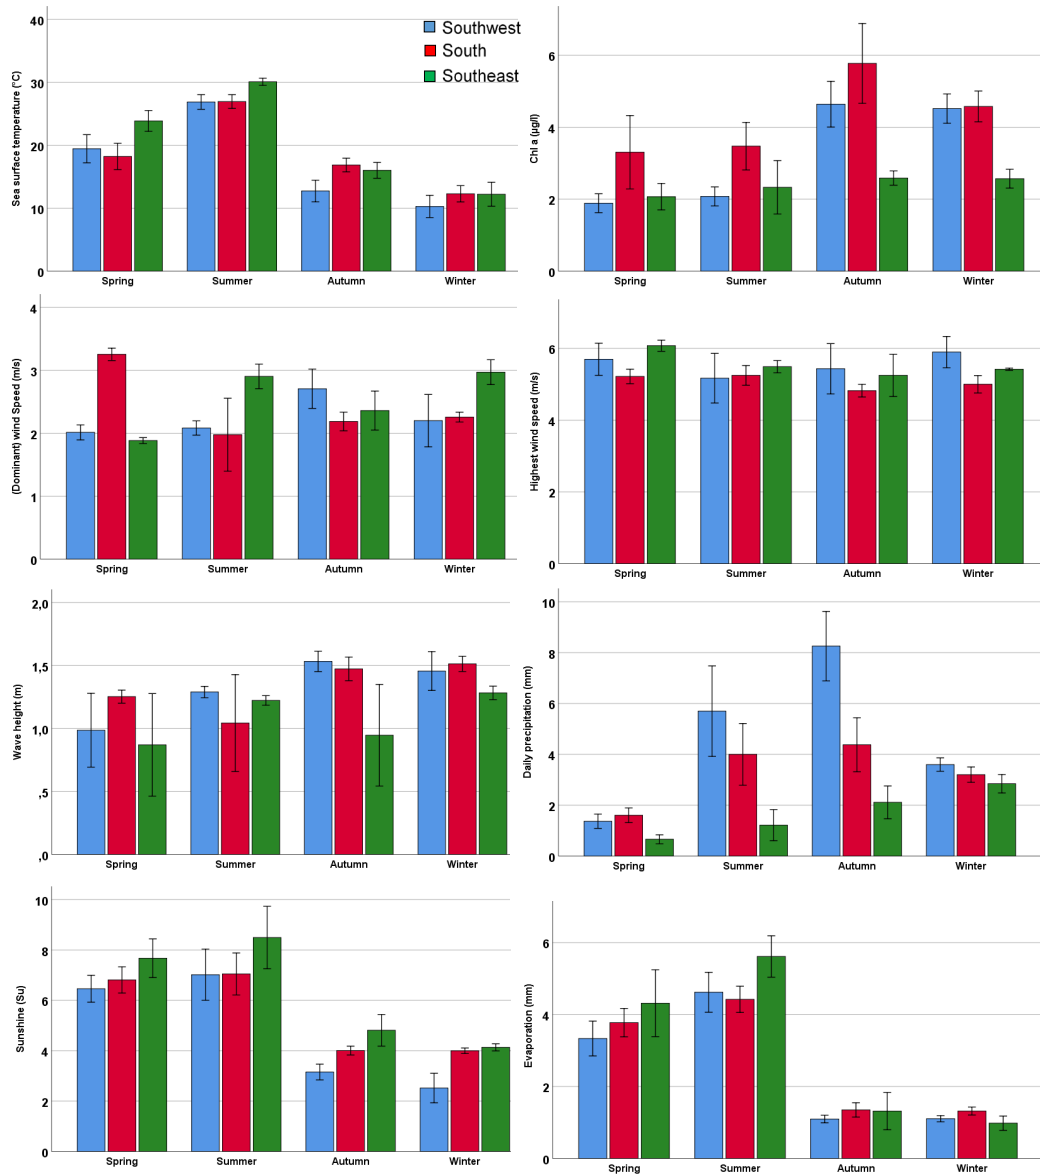 Sea surface temperature (°C)
40
30
20
10
0
Spring Summer Autumn Winter
Southwest
South
Southeast
Chl a (µg/l)
6
4
2
0
Spring Summer Autumn Winter
(Dominant) wind Speed (m/s)
4
3
2
1
0
Spring Summer Autumn Winter
Highest wind speed (m/s)
6
4
2
0
Spring Summer Autumn Winter
Wave height (m)
2,0
1,5
1,0
,5
,0
Spring Summer Autumn Winter
Daily precipitation (mm)
10
8
6
4
2
0
Spring Summer Autumn Winter
Sunshine (Su)
10
8
6
4
2
0
Spring Summer Autumn Winter
Evaporation (mm)
6
4
2
0
Spring Summer Autumn Winter